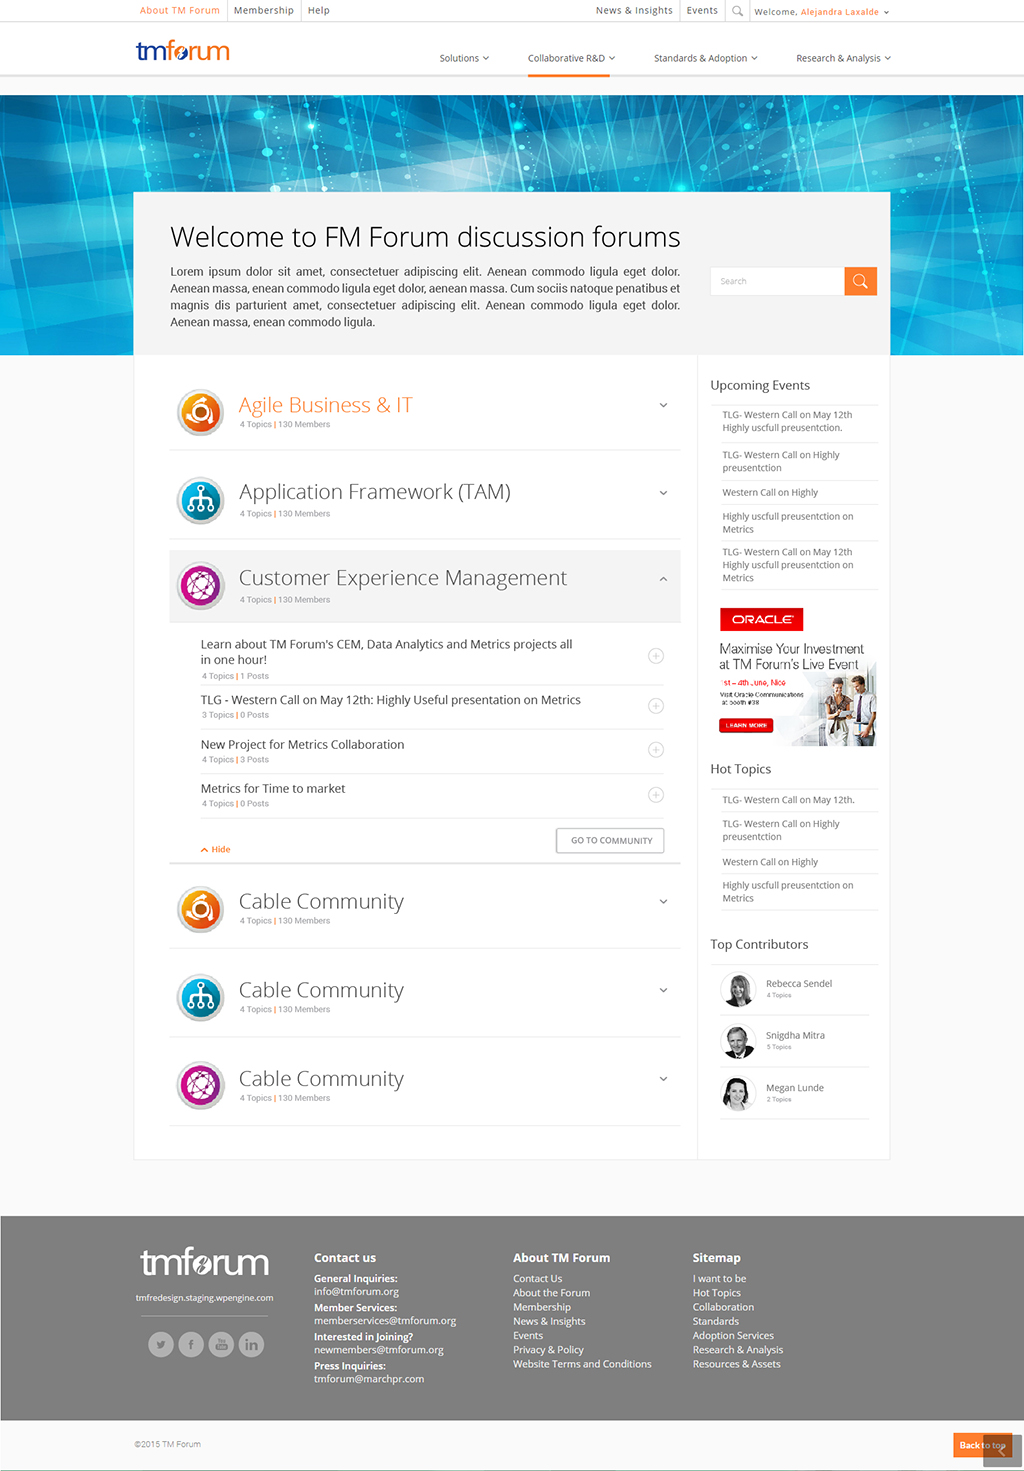 About TM Forum
Membership
Help
News & Insights
Events
Welcome, Alejandra Laxalde
tmforum
Solutions
Collaborative R&D
Standards & Adoption
Research & Analysis
Welcome to FM Forum discussion forums
Lorem ipsum dolor sit amet, consectetuer adipiscing elit. Aenean commodo ligula eget dolor.
Aenean massa, enean commodo ligula eget dolor, aenean massa. Cum sociis natoque penatibus et
magnis dis parturient amet, consectetuer adipiscing elit. Aenean commodo ligula eget dolor.
Aenean massa, enean commodo ligula.
Search
Agile Business & IT
4 Topics | 130 Members
Application Framework (TAM)
4 Topics | 130 Members
Customer Experience Management
4 Topics | 130 Members
Learn about TM Forum's CEM, Data Analytics and Metrics projects all
in one hour!
4 Topics | 1 Posts
TLG - Western Call on May 12th: Highly Useful presentation on Metrics
3 Topics | 0 Posts
New Project for Metrics Collaboration
4 Topics | 3 Posts
Metrics for Time to market
4 Topics | 0 Posts
Hide
GO TO COMMUNITY
Cable Community
4 Topics | 130 Members
Cable Community
4 Topics | 130 Members
Cable Community
4 Topics | 130 Members
Upcoming Events
TLG- Western Call on May 12th
Highly uscfull preusentction.
TLG- Western Call on Highly
preusentction
Western Call on Highly
Highly uscfull preusentction on
Metrics
TLG- Western Call on May 12th
Highly uscfull preusentction on
Metrics
ORACLE
Maximise Your Investment
at TM Forum's Live Event
1st – 4th June, Nice
Visit Oracle Communications
at booth #38
LEARN MORE
Hot Topics
TLG- Western Call on May 12th.
TLG- Western Call on Highly
preusentction
Western Call on Highly
Highly uscfull preusentction on
Metrics
Top Contributors
Rebecca Sendel
4 Topics
Snigdha Mitra
5 Topics
Megan Lunde
2 Topics
tmforum
tmfredesign.staging.wpengine.com
Contact us
General Inquiries:
info@tmforum.org
Member Services:
memberservices@tmforum.org
Interested in Joining?
newmembers@tmforum.org
Press Inquiries:
tmforum@marchpr.com
About TM Forum
Contact Us
About the Forum
Membership
News & Insights
Events
Privacy & Policy
Website Terms and Conditions
Sitemap
I want to be
Hot Topics
Collaboration
Standards
Adoption Services
Research & Analysis
Resources & Assets
©2015 TM Forum
Back to top